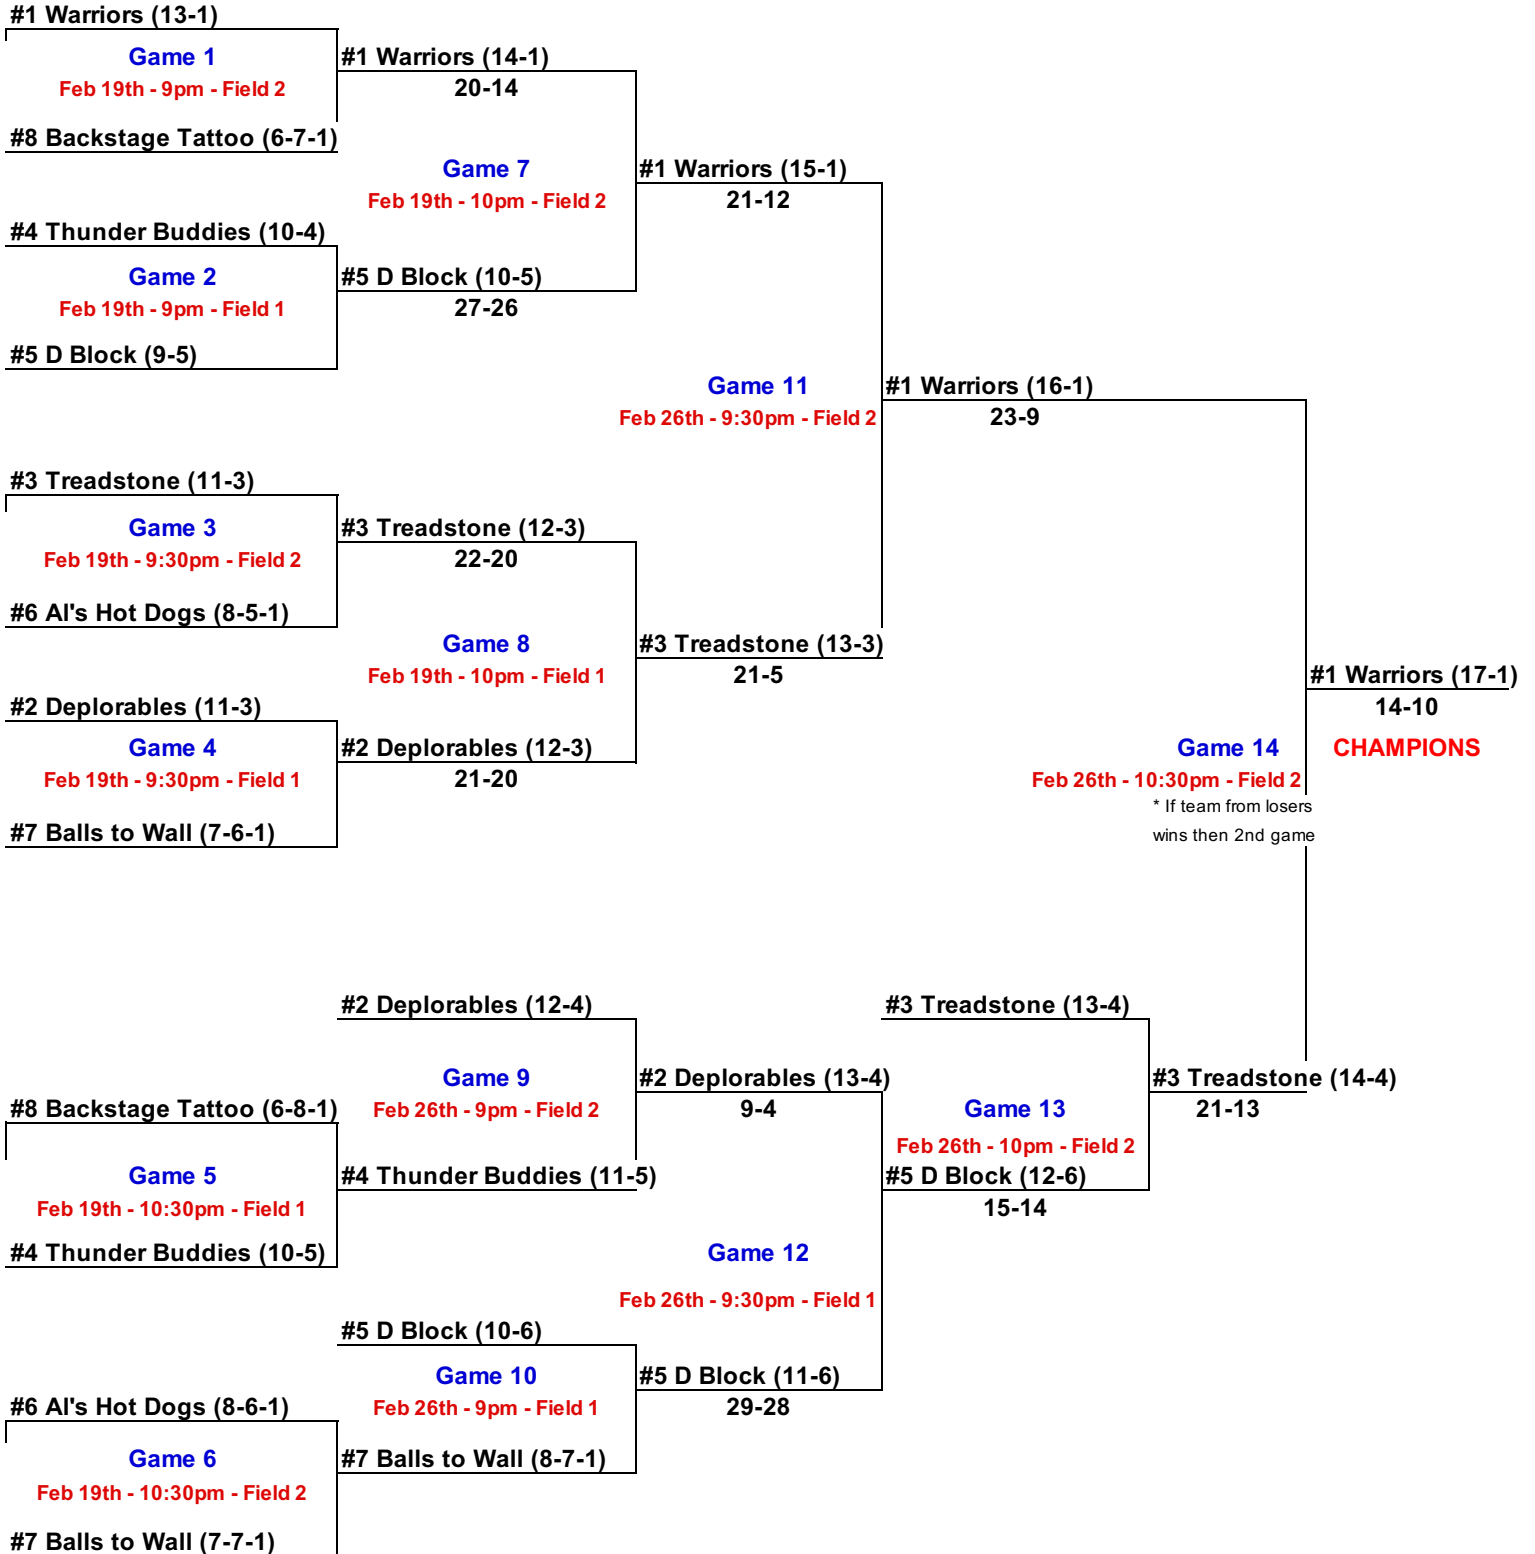 #1 Warriors (13-1)
Game 1
Feb 19th - 9pm - Field 2
#8 Backstage Tattoo (6-7-1)
#1 Warriors (14-1)
20-14
#4 Thunder Buddies (10-4)
Game 2
Feb 19th - 9pm - Field 1
#5 D Block (9-5)
#5 D Block (10-5)
27-26
Game 7
Feb 19th - 10pm - Field 2
#1 Warriors (15-1)
21-12
#3 Treadstone (11-3)
Game 3
Feb 19th - 9:30pm - Field 2
#6 Al's Hot Dogs (8-5-1)
#3 Treadstone (12-3)
22-20
#2 Deplorables (11-3)
Game 4
Feb 19th - 9:30pm - Field 1
#7 Balls to Wall (7-6-1)
#2 Deplorables (12-3)
21-20
Game 8
Feb 19th - 10pm - Field 1
#3 Treadstone (13-3)
21-5
Game 11
Feb 26th - 9:30pm - Field 2
#1 Warriors (16-1)
23-9
Game 14
Feb 26th - 10:30pm - Field 2
* If team from losers
wins then 2nd game
#1 Warriors (17-1)
14-10
CHAMPIONS
#2 Deplorables (12-4)
Game 9
Feb 26th - 9pm - Field 2
#8 Backstage Tattoo (6-8-1)
Game 5
Feb 19th - 10:30pm - Field 1
#4 Thunder Buddies (10-5)
#4 Thunder Buddies (11-5)
#2 Deplorables (13-4)
9-4
#5 D Block (10-6)
Game 10
Feb 26th - 9pm - Field 1
#6 Al's Hot Dogs (8-6-1)
Game 6
Feb 19th - 10:30pm - Field 2
#7 Balls to Wall (7-7-1)
#7 Balls to Wall (8-7-1)
#5 D Block (11-6)
29-28
Game 12
Feb 26th - 9:30pm - Field 1
#3 Treadstone (13-4)
Game 13
Feb 26th - 10pm - Field 2
#5 D Block (12-6)
15-14
#3 Treadstone (14-4)
21-13